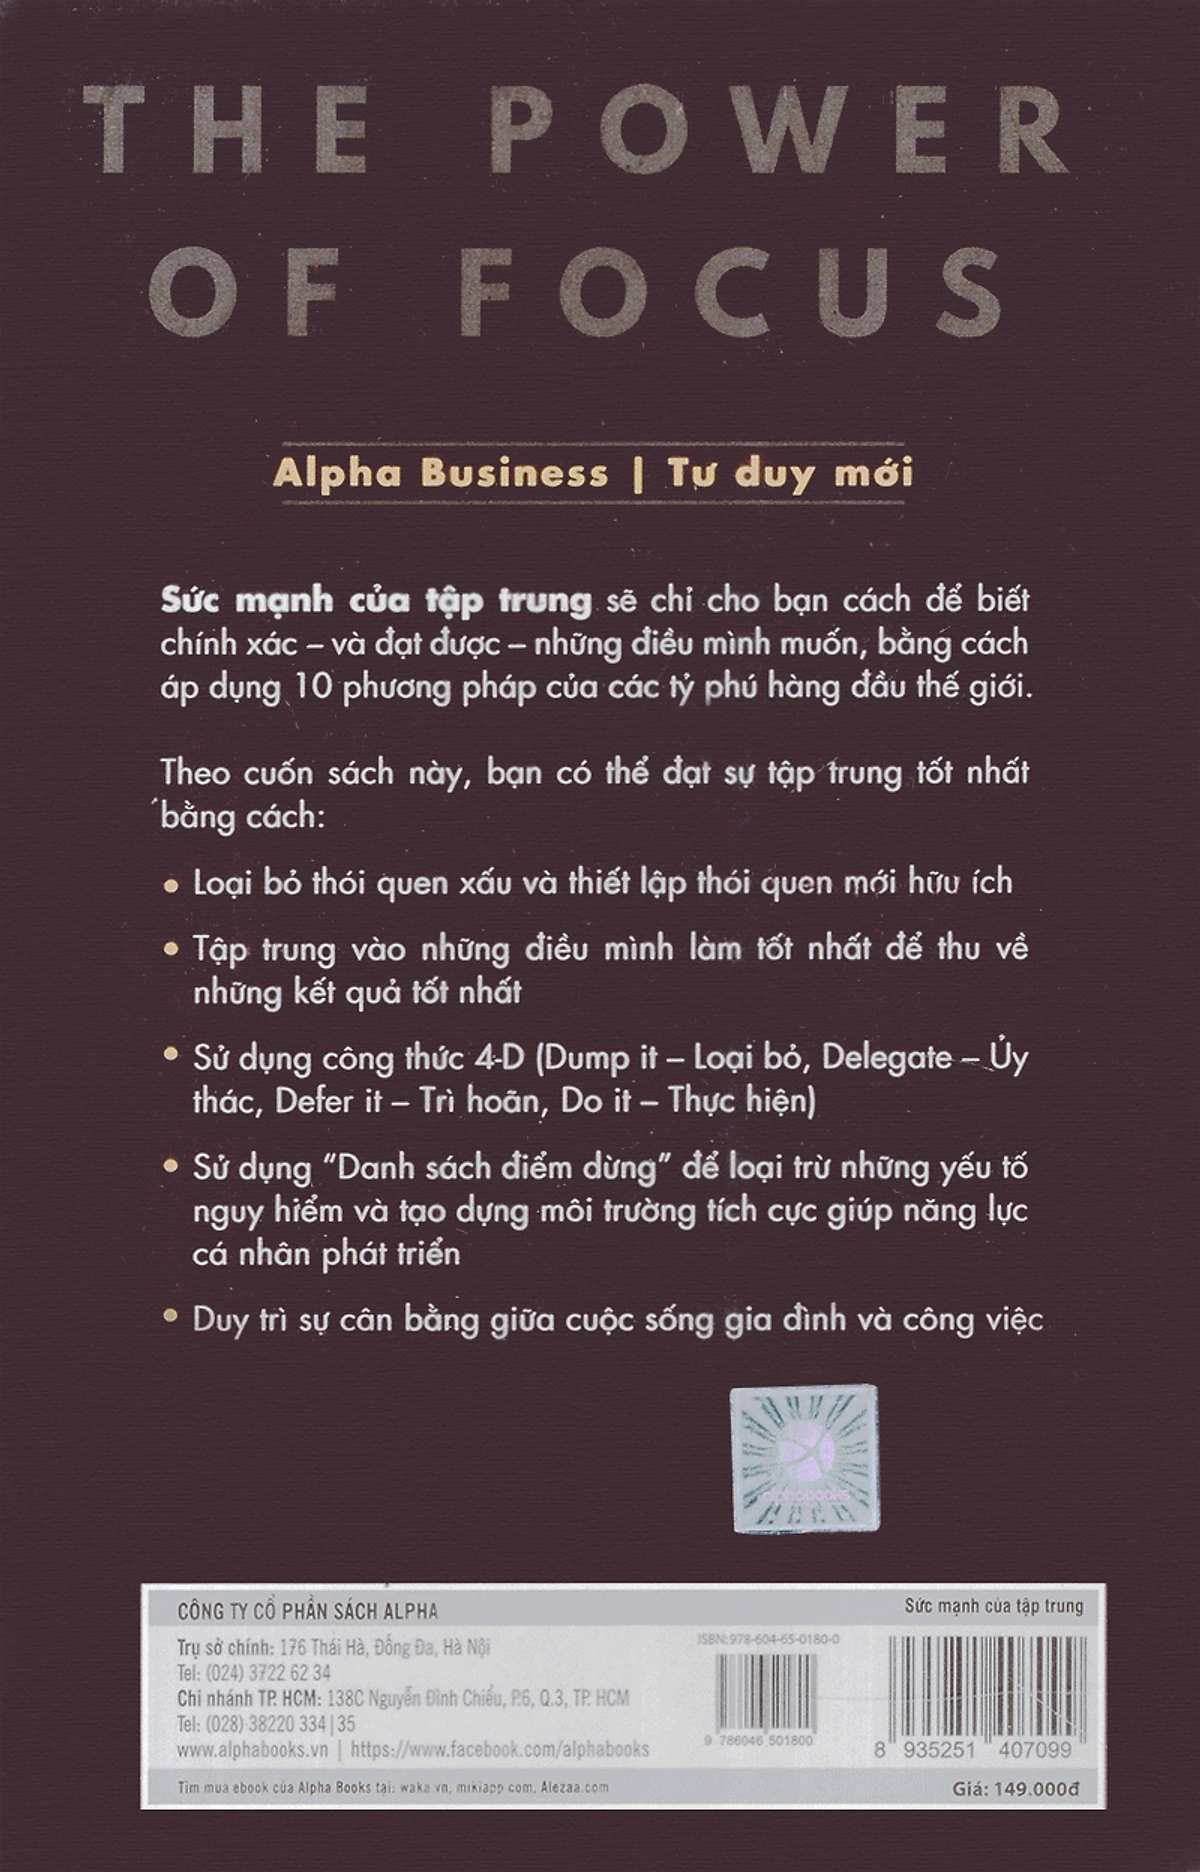 THE POWER
OF FOCUS
Alpha Business | Tư duy mới
Sức mạnh của tập trung sẽ chỉ cho bạn cách để biết
chính xác – và đạt được – những điều mình muốn, bằng cách
áp dụng 10 phương pháp của các tỷ phú hàng đầu thế giới.
Theo cuốn sách này, bạn có thể đạt sự tập trung tốt nhất
bằng cách:
• Loại bỏ thói quen xấu và thiết lập thói quen mới hữu ích
• Tập trung vào những điều mình làm tốt nhất để thu về
những kết quả tốt nhất
• Sử dụng công thức 4-D (Dump it – Loại bỏ, Delegate – Ủy
thác, Defer it – Trì hoãn, Do it – Thực hiện)
• Sử dụng “Danh sách điểm dừng” để loại trừ những yếu tố
nguy hiểm và tạo dựng môi trường tích cực giúp năng lực
cá nhân phát triển
• Duy trì sự cân bằng giữa cuộc sống gia đình và công việc
alphabooks
CÔNG TY CỔ PHẦN SÁCH ALPHA
Sức mạnh của tập trung
Trụ sở chính: 176 Thái Hà, Đống Đa, Hà Nội
Tel: (024) 3722 62 34
Chi nhánh TP. HCM: 138C Nguyễn Đình Chiểu, P.6, Q.3, TP. HCM
Tel: (028) 38220 334|35
www.alphabooks.vn | https://www.facebook.com/alphabooks
ISBN: 978-604-65-0180-0
9 786046 501800
8 935251 407099
Tìm mua ebook của Alpha Books tại: waka.vn, mikiapp.com, Alezaa.com
Giá: 149.000đ